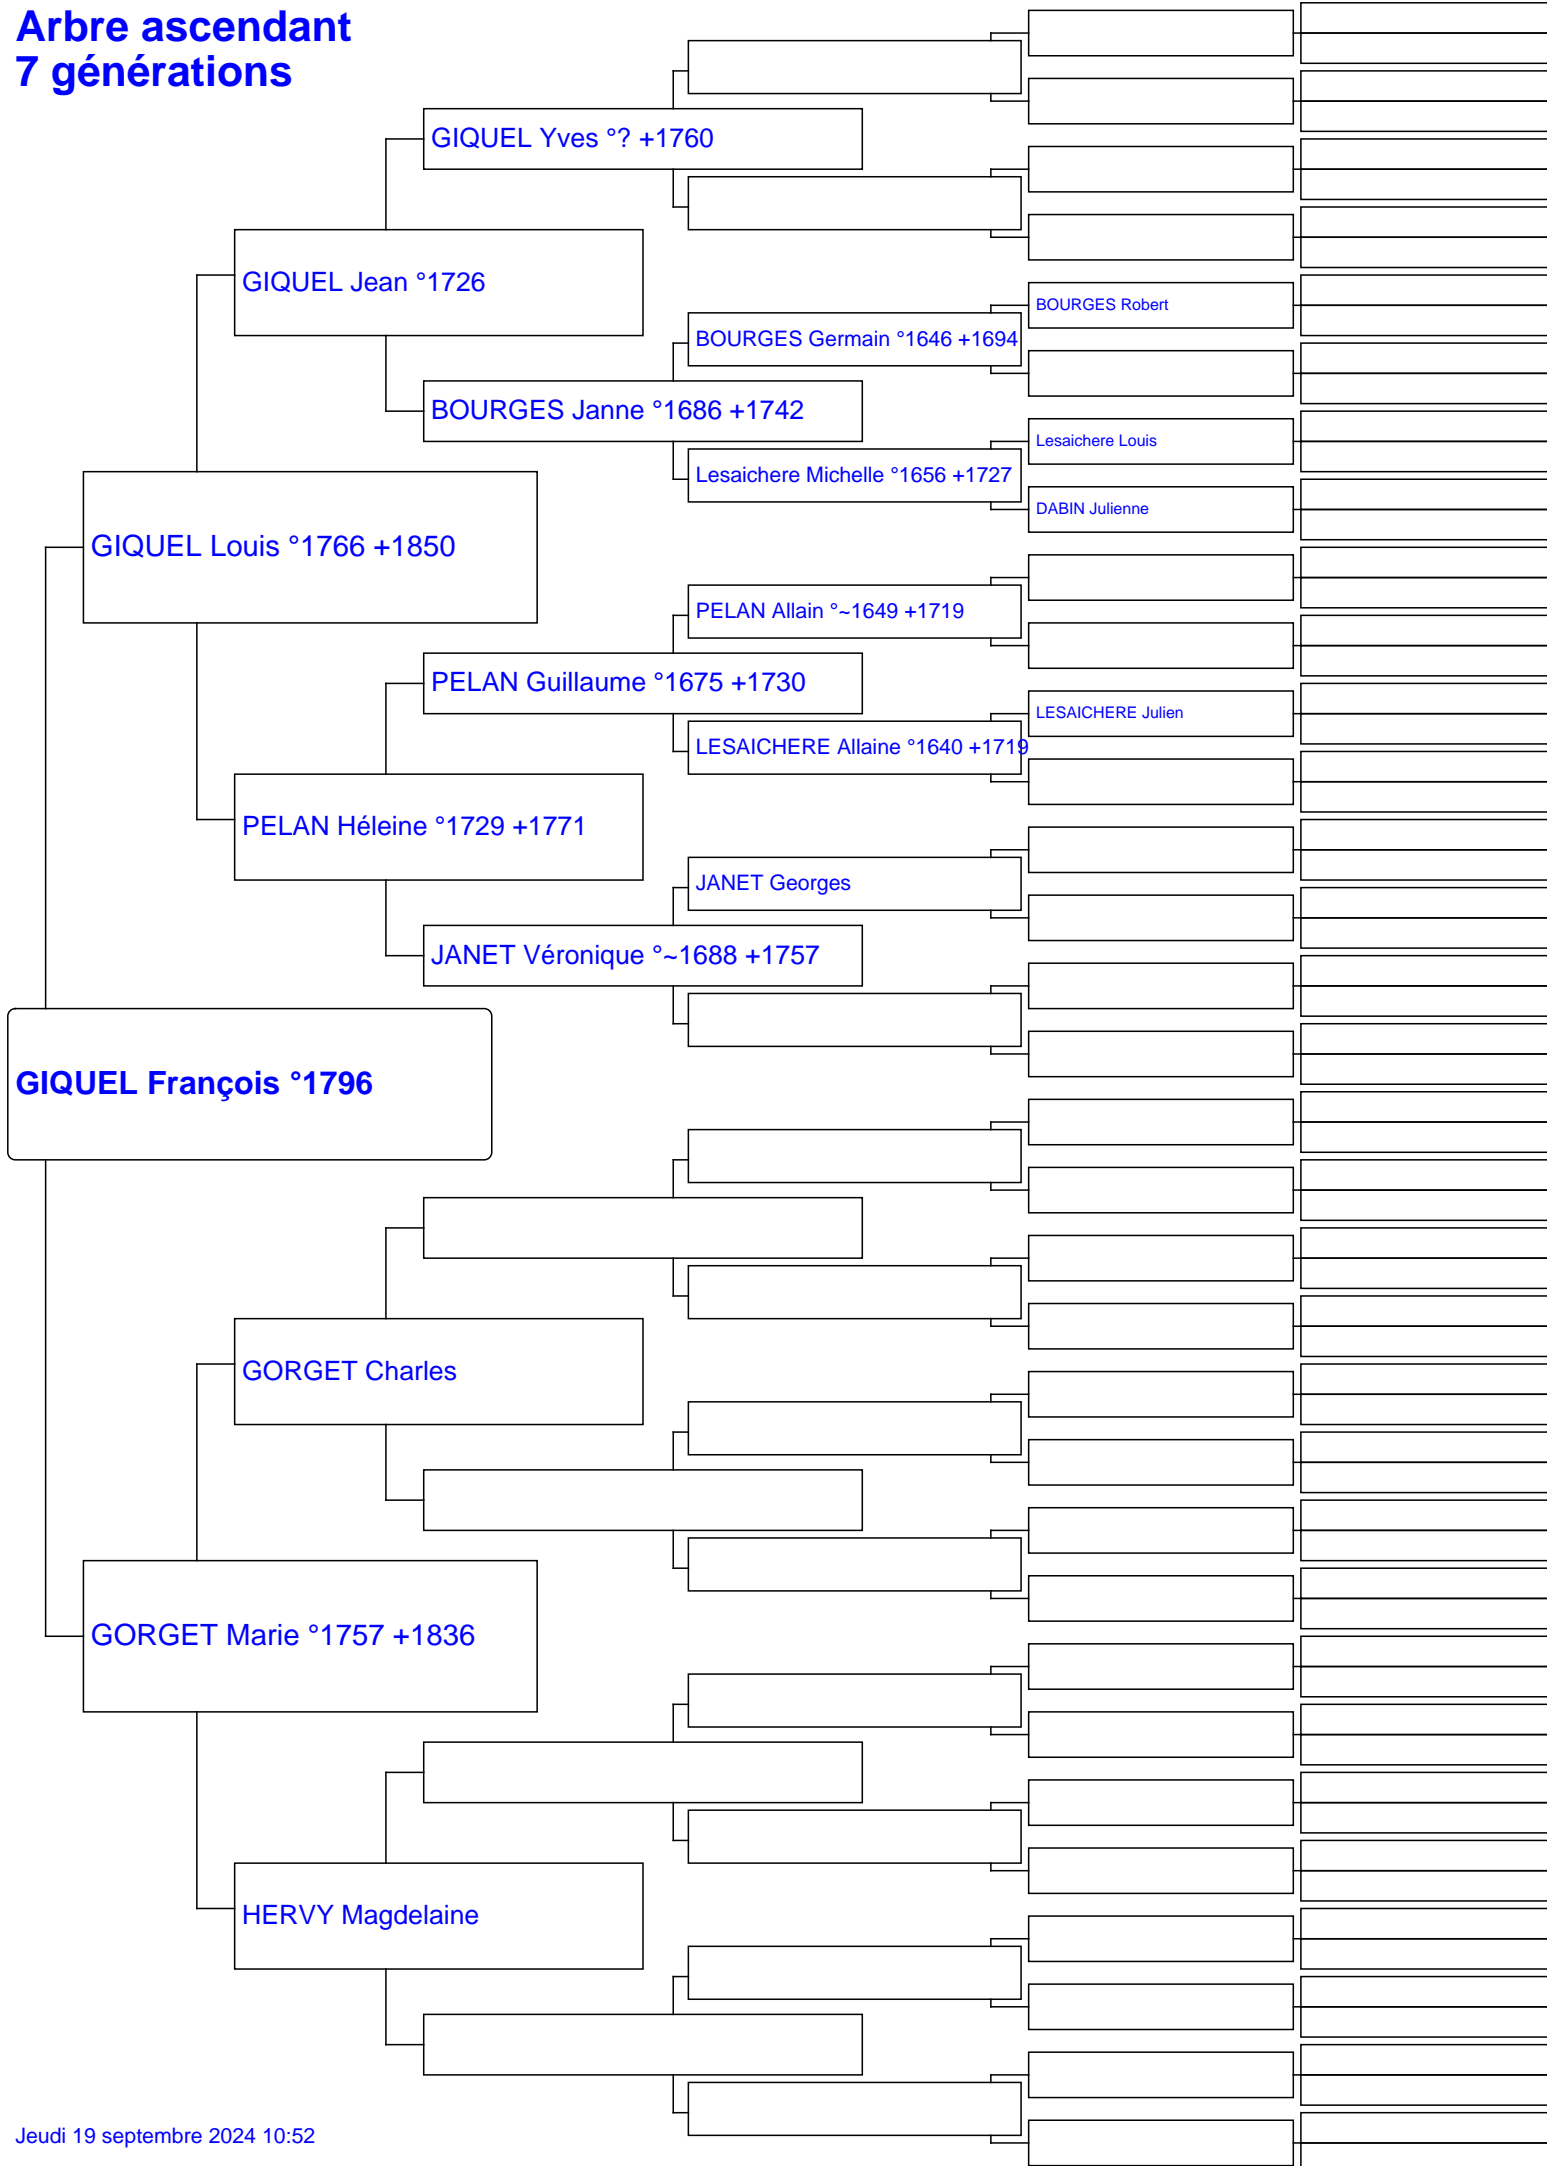 Arbre ascendant
7 générations
GIQUEL Yves °? +1760
GIQUEL Jean °1726
BOURGES Robert
BOURGES Germain °1646 +1694
BOURGES Janne °1686 +1742
Lesaichere Louis
Lesaichere Michelle °1656 +1727
DABIN Julienne
GIQUEL Louis °1766 +1850
PELAN Allain °~1649 +1719
PELAN Guillaume °1675 +1730
LESAICHERE Julien
LESAICHERE Allaine °1640 +1719
PELAN Héleine °1729 +1771
JANET Georges
JANET Véronique °~1688 +1757
GIQUEL François °1796
GORGET Charles
GORGET Marie °1757 +1836
HERVY Magdelaine
Jeudi 19 septembre 2024 10:52